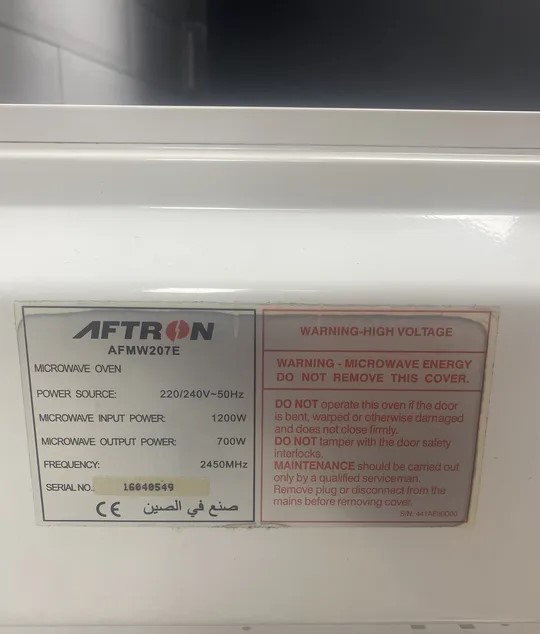 AFTRON
AFMW207E
MICROWAVE OVEN
POWER SOURCE: 220/240V~50Hz
MICROWAVE INPUT POWER: 1200W
MICROWAVE OUTPUT POWER: 700W
FREQUENCY: 2450MHz
SERIAL NO. 16040549
CE صنع في الصين
WARNING-HIGH VOLTAGE
WARNING - MICROWAVE ENERGY
DO NOT REMOVE THIS COVER.
DO NOT operate this oven if the door
is bent, warped or otherwise damaged
and does not close firmly.
DO NOT tamper with the door safety
interlocks.
MAINTENANCE should be carried out
only by a qualified serviceman.
Remove plug or disconnect from the
mains before removing cover.